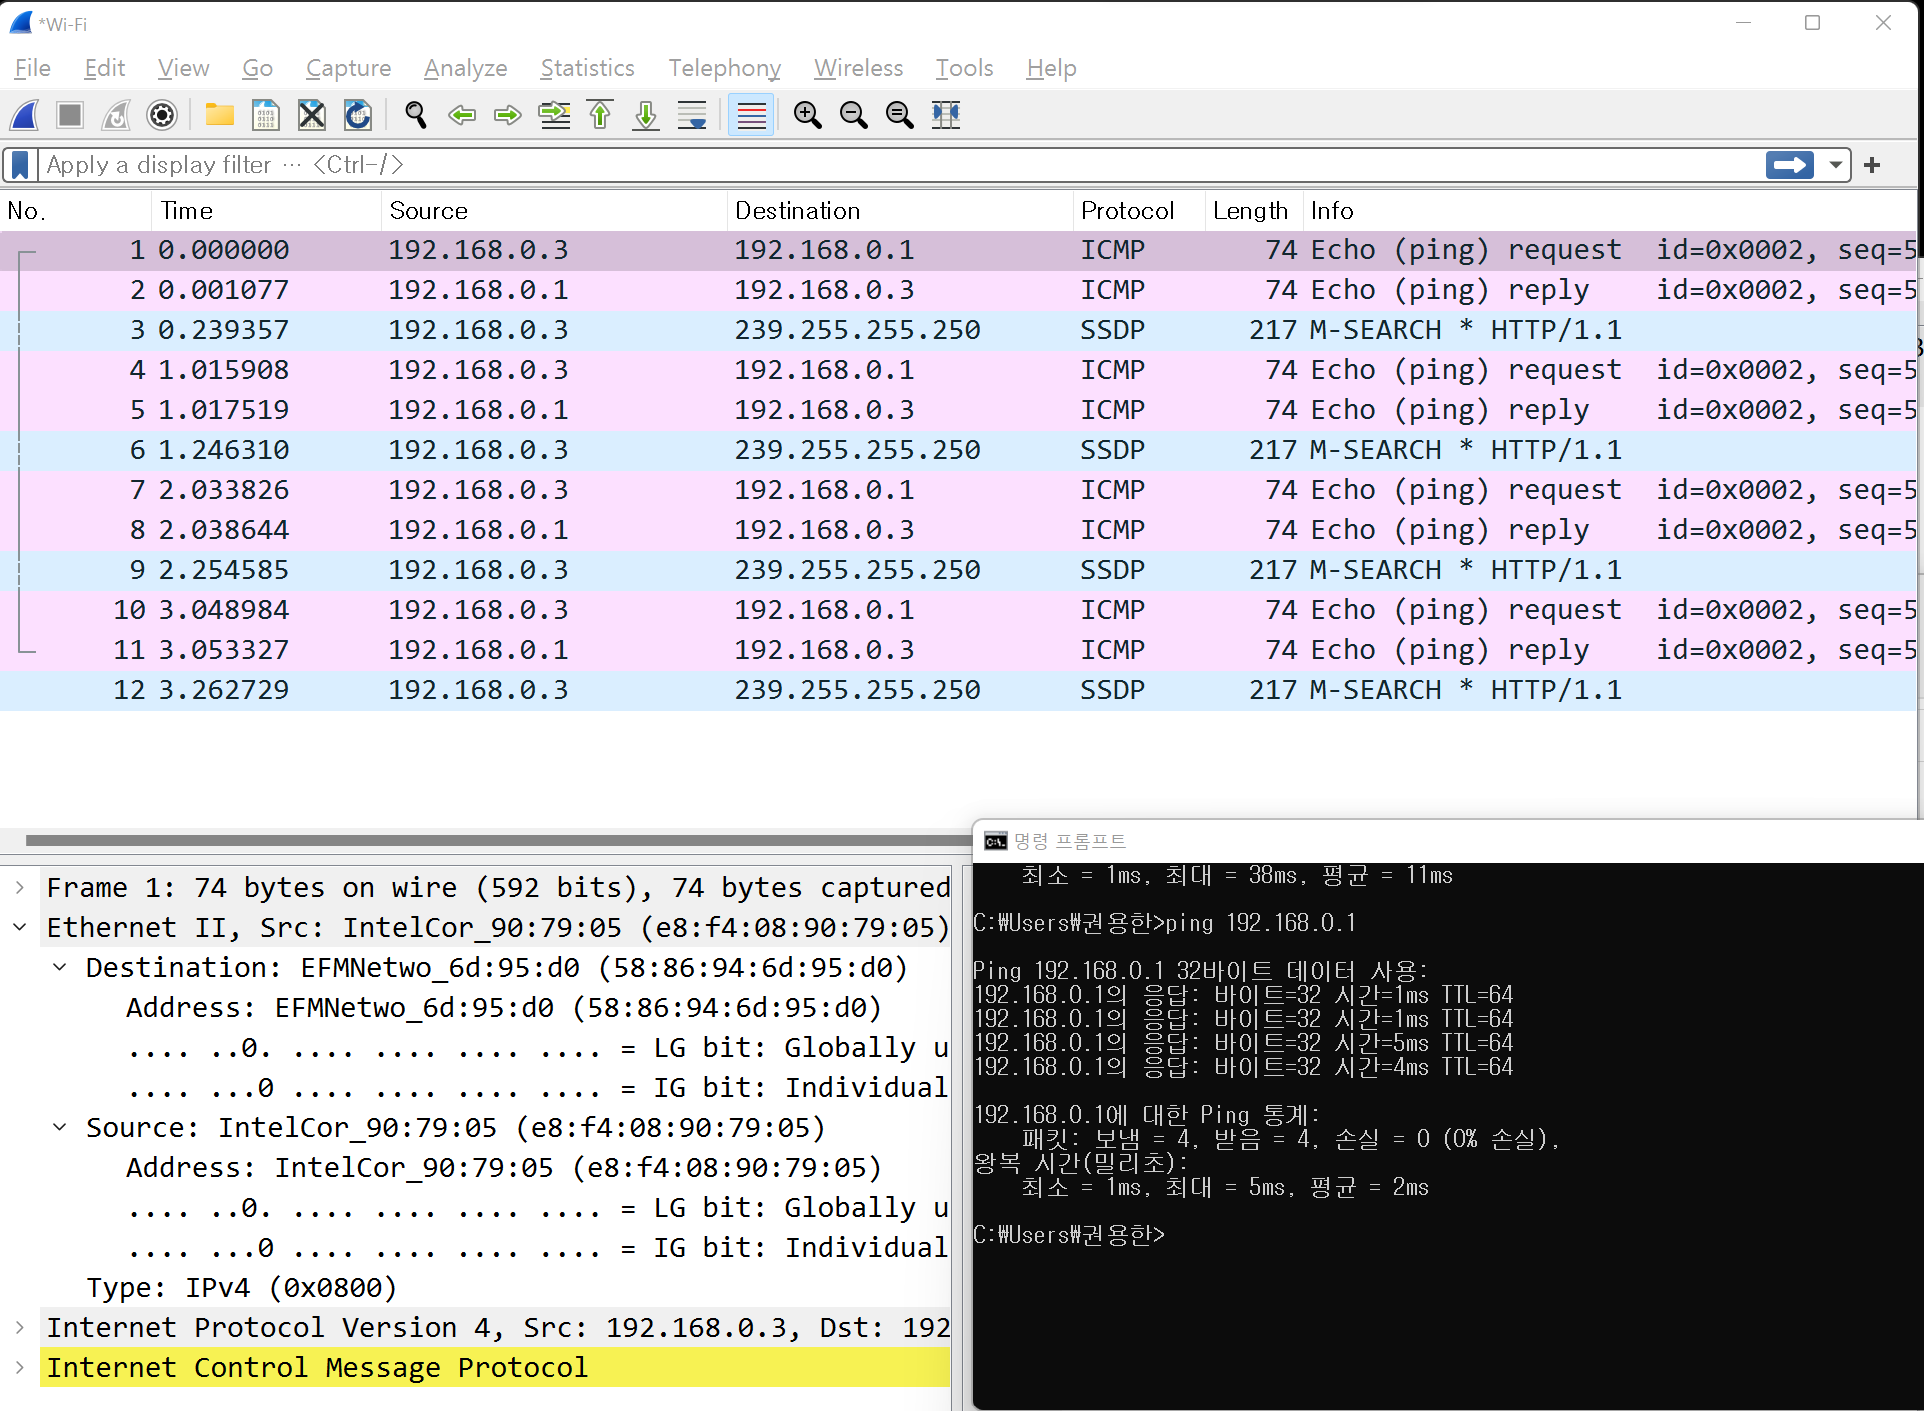 *Wi-Fi
File Edit View Go Capture Analyze Statistics Telephony Wireless Tools Help
Apply a display filter … <Ctrl-/>
No. Time Source Destination Protocol Length Info
1 0.000000 192.168.0.3 192.168.0.1 ICMP 74 Echo (ping) request id=0x0002, seq=5
2 0.001077 192.168.0.1 192.168.0.3 ICMP 74 Echo (ping) reply id=0x0002, seq=5
3 0.239357 192.168.0.3 239.255.255.250 SSDP 217 M-SEARCH * HTTP/1.1
4 1.015908 192.168.0.3 192.168.0.1 ICMP 74 Echo (ping) request id=0x0002, seq=5
5 1.017519 192.168.0.1 192.168.0.3 ICMP 74 Echo (ping) reply id=0x0002, seq=5
6 1.246310 192.168.0.3 239.255.255.250 SSDP 217 M-SEARCH * HTTP/1.1
7 2.033826 192.168.0.3 192.168.0.1 ICMP 74 Echo (ping) request id=0x0002, seq=5
8 2.038644 192.168.0.1 192.168.0.3 ICMP 74 Echo (ping) reply id=0x0002, seq=5
9 2.254585 192.168.0.3 239.255.255.250 SSDP 217 M-SEARCH * HTTP/1.1
10 3.048984 192.168.0.3 192.168.0.1 ICMP 74 Echo (ping) request id=0x0002, seq=5
11 3.053327 192.168.0.1 192.168.0.3 ICMP 74 Echo (ping) reply id=0x0002, seq=5
12 3.262729 192.168.0.3 239.255.255.250 SSDP 217 M-SEARCH * HTTP/1.1
Frame 1: 74 bytes on wire (592 bits), 74 bytes captured
Ethernet II, Src: IntelCor_90:79:05 (e8:f4:08:90:79:05)
Destination: EFMNetwo_6d:95:d0 (58:86:94:6d:95:d0)
Address: EFMNetwo_6d:95:d0 (58:86:94:6d:95:d0)
.... ..0. .... .... .... .... = LG bit: Globally u
.... ...0 .... .... .... .... = IG bit: Individual
Source: IntelCor_90:79:05 (e8:f4:08:90:79:05)
Address: IntelCor_90:79:05 (e8:f4:08:90:79:05)
.... ..0. .... .... .... .... = LG bit: Globally u
.... ...0 .... .... .... .... = IG bit: Individual
Type: IPv4 (0x0800)
Internet Protocol Version 4, Src: 192.168.0.3, Dst: 192
Internet Control Message Protocol
명령 프롬프트
최소 = 1ms, 최대 = 38ms, 평균 = 11ms
C:₩Users₩권용한>ping 192.168.0.1
Ping 192.168.0.1 32바이트 데이터 사용:
192.168.0.1의 응답: 바이트=32 시간=1ms TTL=64
192.168.0.1의 응답: 바이트=32 시간=1ms TTL=64
192.168.0.1의 응답: 바이트=32 시간=5ms TTL=64
192.168.0.1의 응답: 바이트=32 시간=4ms TTL=64
192.168.0.1에 대한 Ping 통계:
패킷: 보냄 = 4, 받음 = 4, 손실 = 0 (0% 손실),
왕복 시간(밀리초):
최소 = 1ms, 최대 = 5ms, 평균 = 2ms
C:₩Users₩권용한>